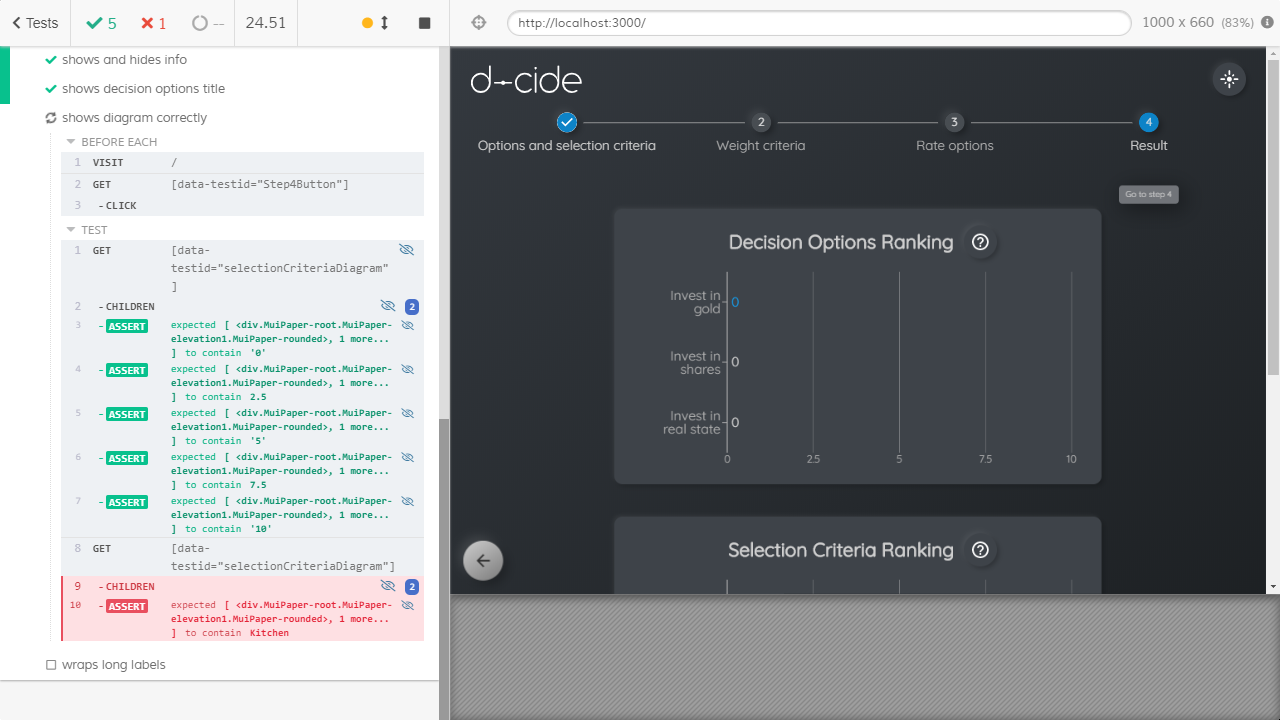 Tests
5
1
--
24.51
http://localhost:3000/
1000 x 660 (83%)
shows and hides info
shows decision options title
shows diagram correctly
BEFORE EACH
1 VISIT /
2 GET [data-testid="Step4Button"]
3 - CLICK
TEST
1 GET [data-
testid="selectionCriteriaDiagram"
]
2 - CHILDREN 2
3 - ASSERT expected [ <div.MuiPaper-root.MuiPaper-
elevation1.MuiPaper-rounded>, 1 more...
] to contain '0'
4 - ASSERT expected [ <div.MuiPaper-root.MuiPaper-
elevation1.MuiPaper-rounded>, 1 more...
] to contain 2.5
5 - ASSERT expected [ <div.MuiPaper-root.MuiPaper-
elevation1.MuiPaper-rounded>, 1 more...
] to contain '5'
6 - ASSERT expected [ <div.MuiPaper-root.MuiPaper-
elevation1.MuiPaper-rounded>, 1 more...
] to contain 7.5
7 - ASSERT expected [ <div.MuiPaper-root.MuiPaper-
elevation1.MuiPaper-rounded>, 1 more...
] to contain '10'
8 GET [data-
testid="selectionCriteriaDiagram"]
9 - CHILDREN 2
10 - ASSERT expected [ <div.MuiPaper-root.MuiPaper-
elevation1.MuiPaper-rounded>, 1 more...
] to contain Kitchen
wraps long labels
d-cide
2 3 4
Options and selection criteria Weight criteria Rate options Result
Go to step 4
Decision Options Ranking ?
Invest in
gold 0
Invest in
shares 0
Invest in
real state 0
0 2.5 5 7.5 10
Selection Criteria Ranking ?